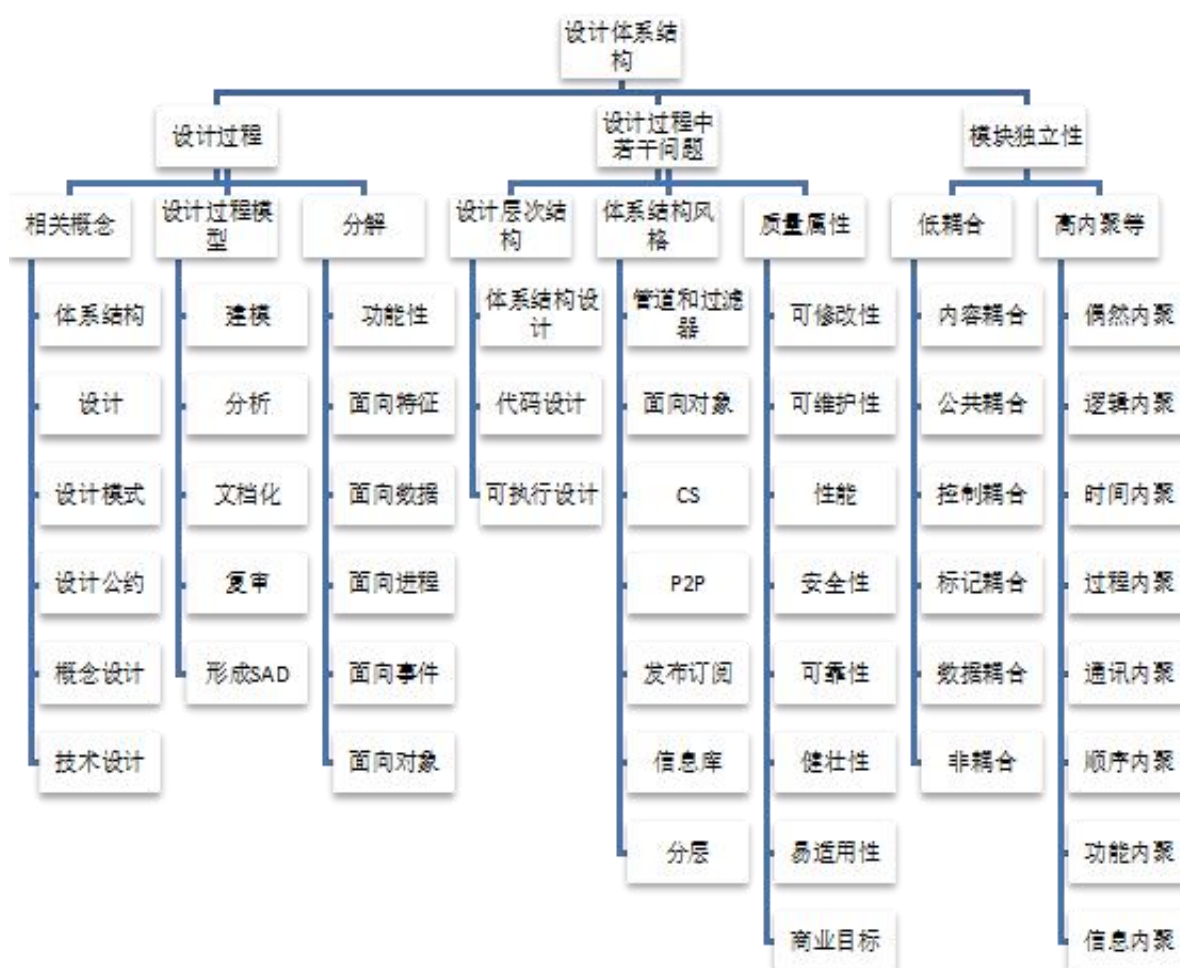 设计体系结
构
设计过程
设计过程中
若干问题
模块独立性
相关概念
设计过程模
型
分解
设计层次结
构
体系结构风
格
质量属性
低耦合
高内聚等
体系结构
建模
功能性
体系结构设
计
管道和过滤
器
可修改性
内容耦合
偶然内聚
设计
分析
面向特征
代码设计
面向对象
可维护性
公共耦合
逻辑内聚
设计模式
文档化
面向数据
可执行设计
CS
性能
控制耦合
时间内聚
设计公约
复审
面向进程
P2P
安全性
标记耦合
过程内聚
概念设计
形成SAD
面向事件
发布订阅
可靠性
数据耦合
通讯内聚
技术设计
面向对象
信息库
健壮性
非耦合
顺序内聚
分层
易适用性
功能内聚
商业目标
信息内聚